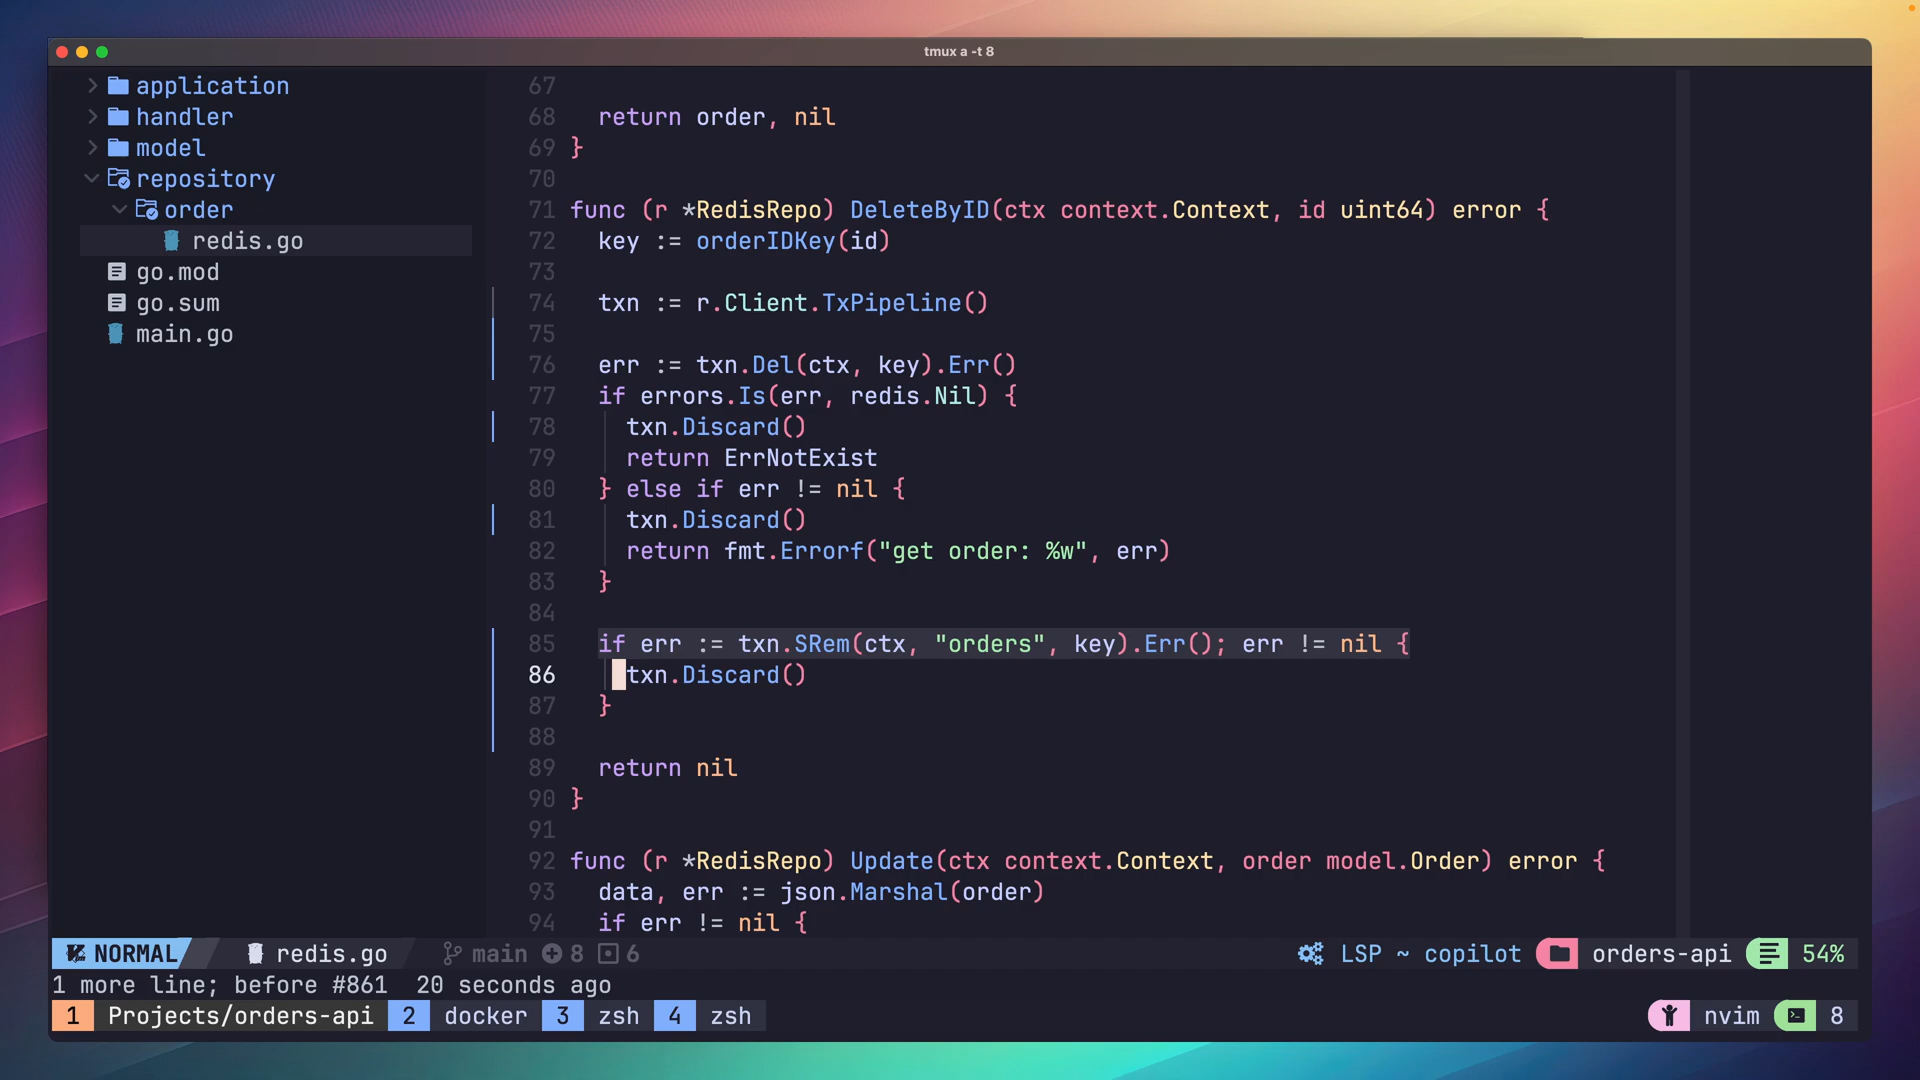 tmux a -t 8
application
handler
model
repository
order
redis.go
go.mod
go.sum
main.go
67
68 return order, nil
69 }
70
71 func (r *RedisRepo) DeleteByID(ctx context.Context, id uint64) error {
72 key := orderIDKey(id)
73
74 txn := r.Client.TxPipeline()
75
76 err := txn.Del(ctx, key).Err()
77 if errors.Is(err, redis.Nil) {
78 txn.Discard()
79 return ErrNotExist
80 } else if err != nil {
81 txn.Discard()
82 return fmt.Errorf("get order: %w", err)
83 }
84
85 if err := txn.SRem(ctx, "orders", key).Err(); err != nil {
86 txn.Discard()
87 }
88
89 return nil
90 }
91
92 func (r *RedisRepo) Update(ctx context.Context, order model.Order) error {
93 data, err := json.Marshal(order)
94 if err != nil {
NORMAL redis.go main 8 6 LSP ~ copilot orders-api 54%
1 more line; before #861 20 seconds ago
1 Projects/orders-api 2 docker 3 zsh 4 zsh nvim 8